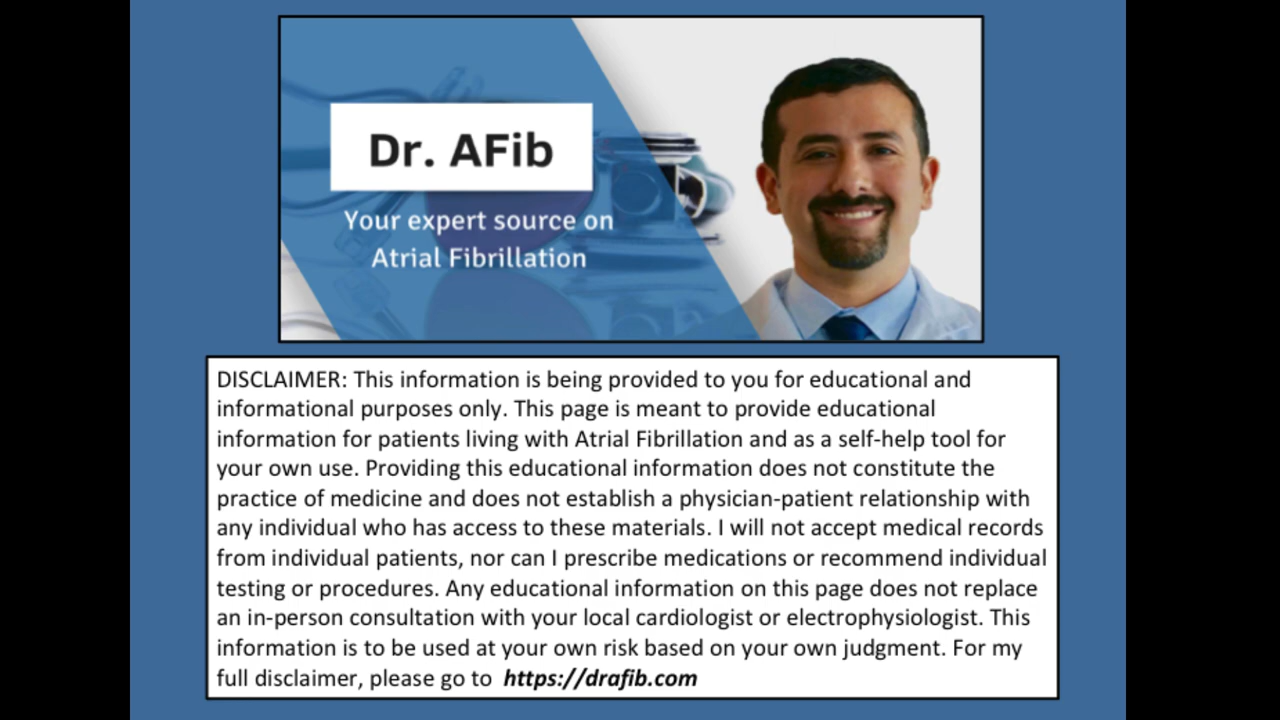 Dr. AFib
Your expert source on
Atrial Fibrillation
DISCLAIMER: This information is being provided to you for educational and
informational purposes only. This page is meant to provide educational
information for patients living with Atrial Fibrillation and as a self-help tool for
your own use. Providing this educational information does not constitute the
practice of medicine and does not establish a physician-patient relationship with
any individual who has access to these materials. I will not accept medical records
from individual patients, nor can I prescribe medications or recommend individual
testing or procedures. Any educational information on this page does not replace
an in-person consultation with your local cardiologist or electrophysiologist. This
information is to be used at your own risk based on your own judgment. For my
full disclaimer, please go to https://drafib.com